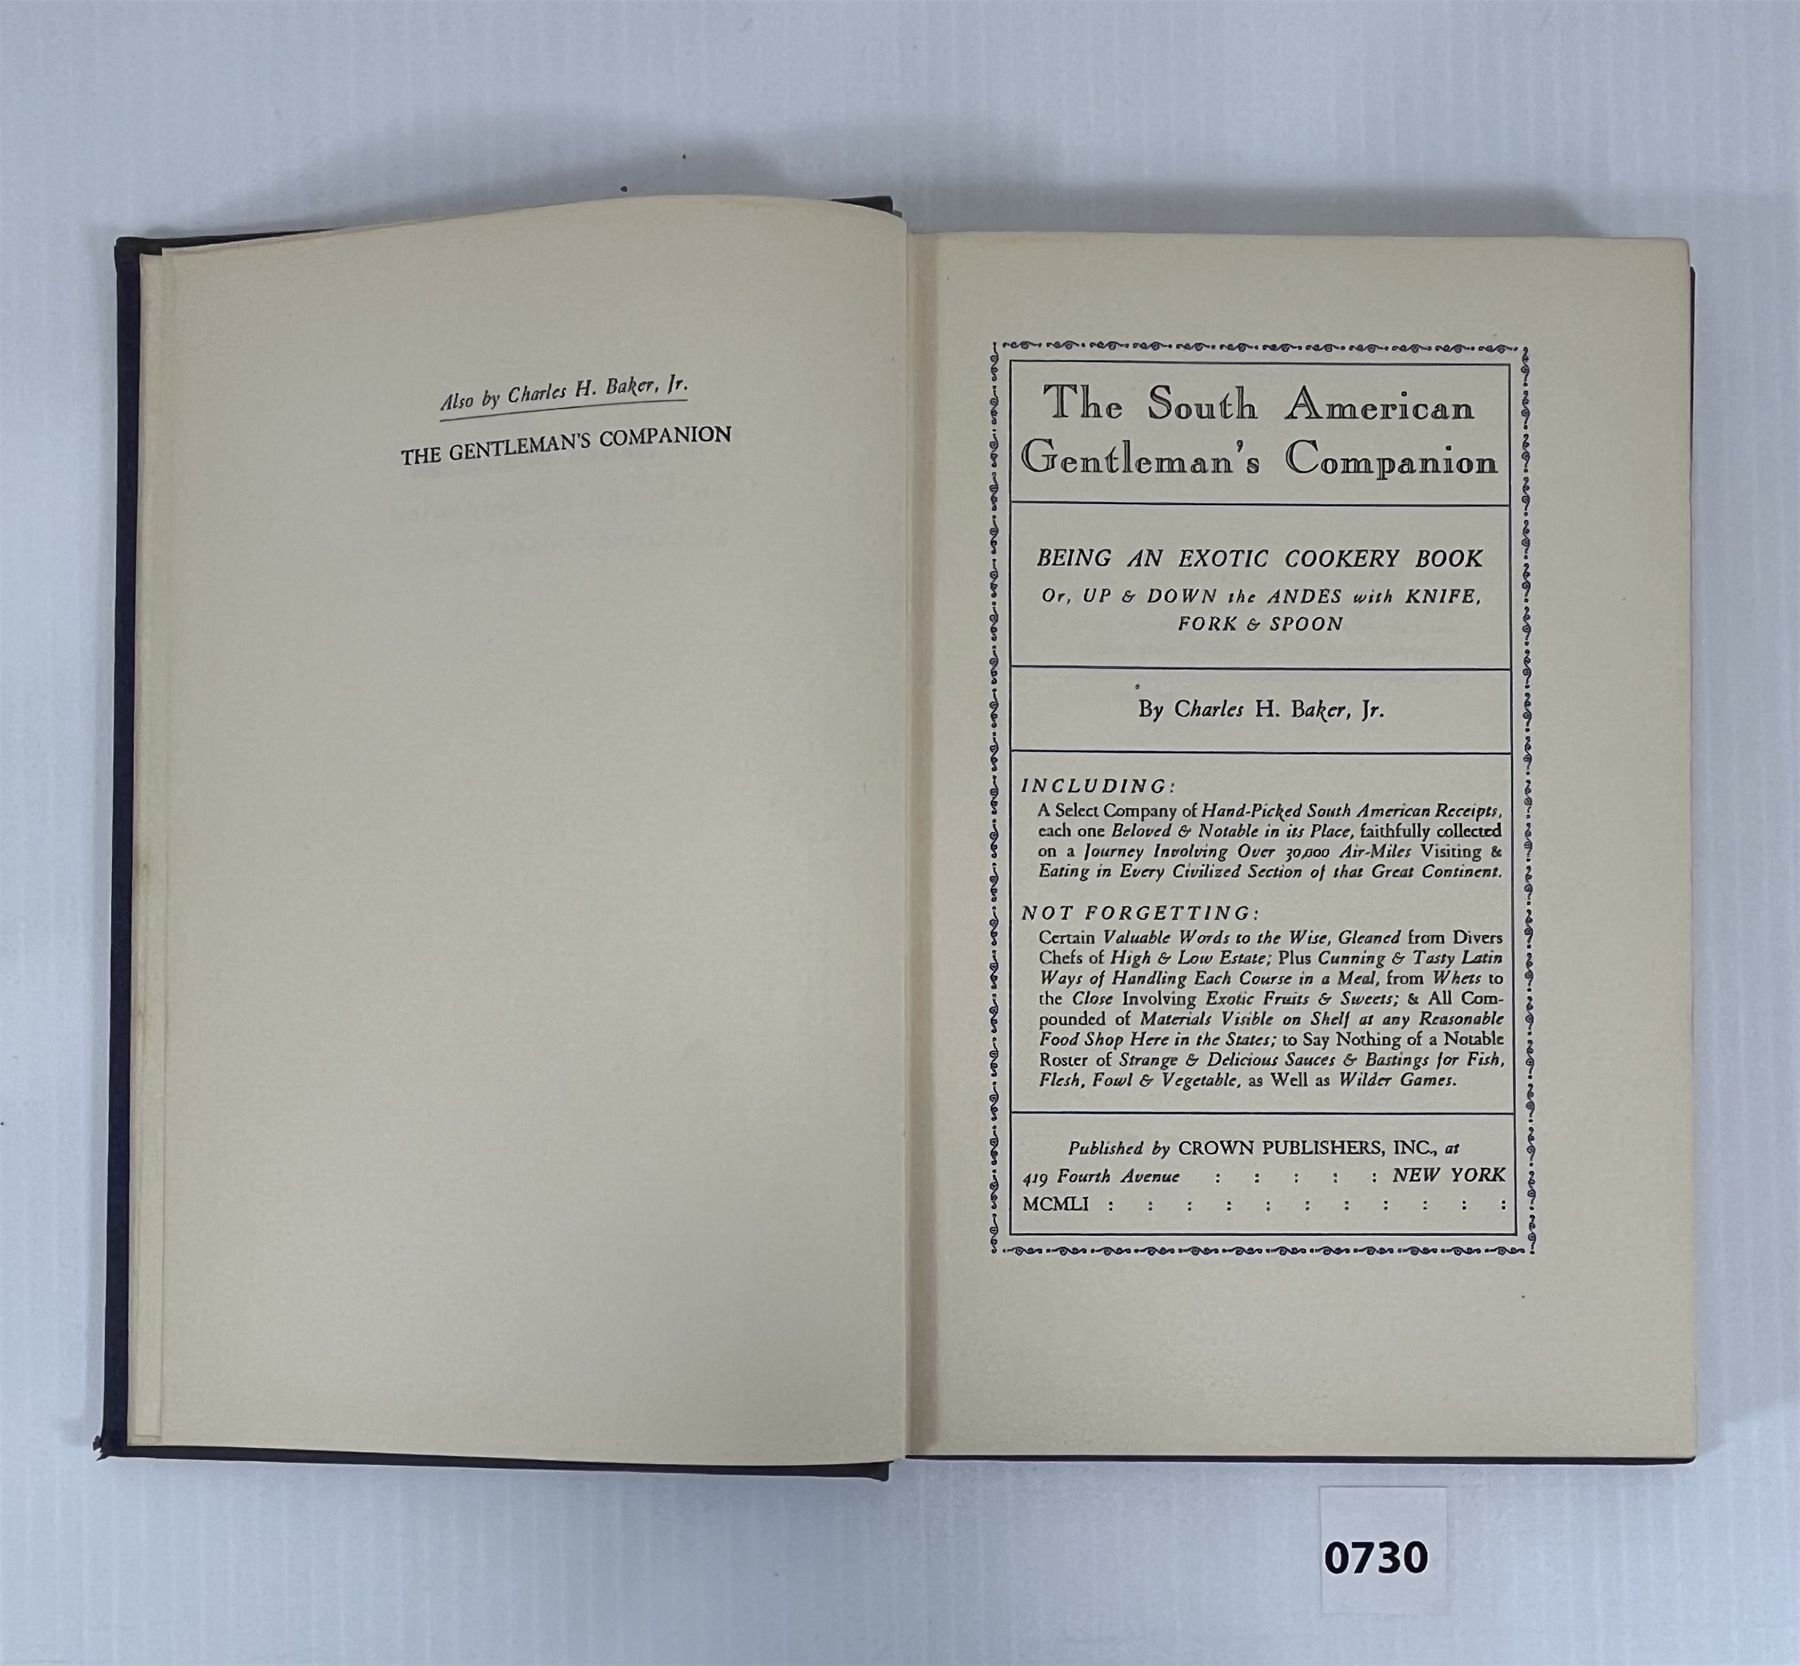 Also by Charles H. Baker, Jr.
THE GENTLEMAN'S COMPANION
The South American
Gentleman's Companion
BEING AN EXOTIC COOKERY BOOK
Or, UP & DOWN the ANDES with KNIFE,
FORK & SPOON
By Charles H. Baker, Jr.
INCLUDING:
A Select Company of Hand-Picked South American Receipts,
each one Beloved & Notable in its Place, faithfully collected
on a Journey Involving Over 30,000 Air-Miles Visiting &
Eating in Every Civilized Section of that Great Continent.
NOT FORGETTING:
Certain Valuable Words to the Wise, Gleaned from Divers
Chefs of High & Low Estate; Plus Cunning & Tasty Latin
Ways of Handling Each Course in a Meal, from Whets to
the Close Involving Exotic Fruits & Sweets; & All Com-
pounded of Materials Visible on Shelf at any Reasonable
Food Shop Here in the States; to Say Nothing of a Notable
Roster of Strange & Delicious Sauces & Bastings for Fish,
Flesh, Fowl & Vegetable, as Well as Wilder Games.
Published by CROWN PUBLISHERS, INC., at
419 Fourth Avenue : : : : : NEW YORK
MCMLI : : : : : : : : : : :
0730